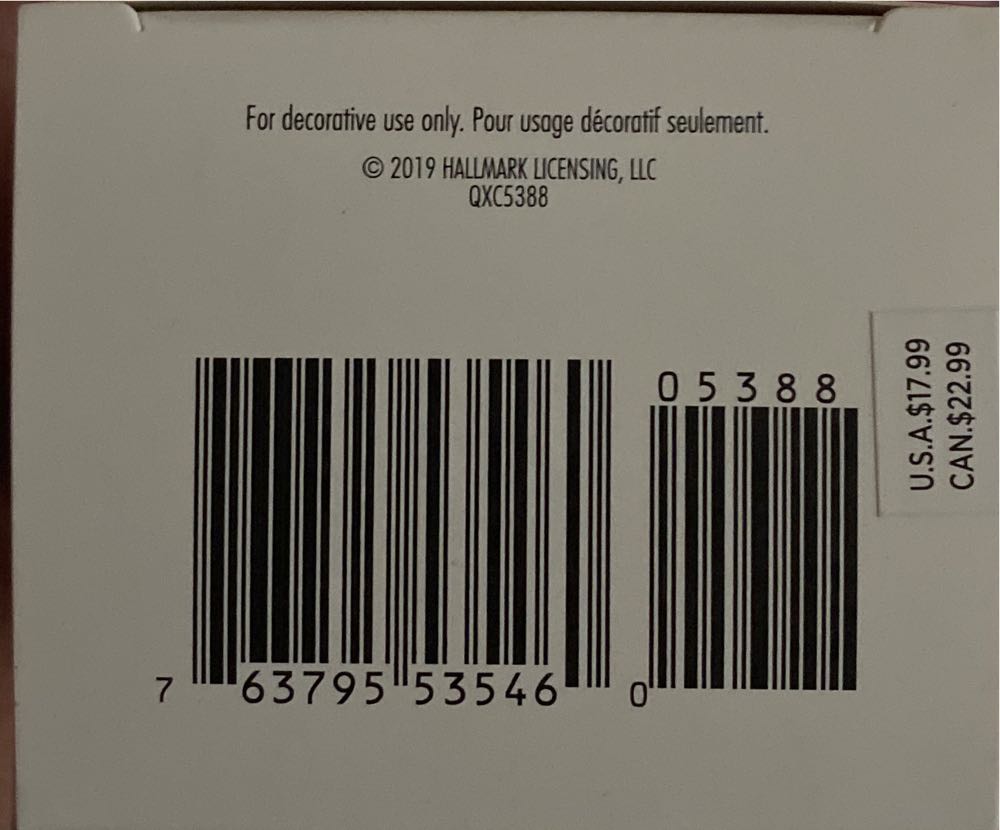 For decorative use only. Pour usage décoratif seulement.
© 2019 HALLMARK LICENSING, LLC
QXC5388
05388
7 63795 53546 0
U.S.A.$17.99
CAN.$22.99